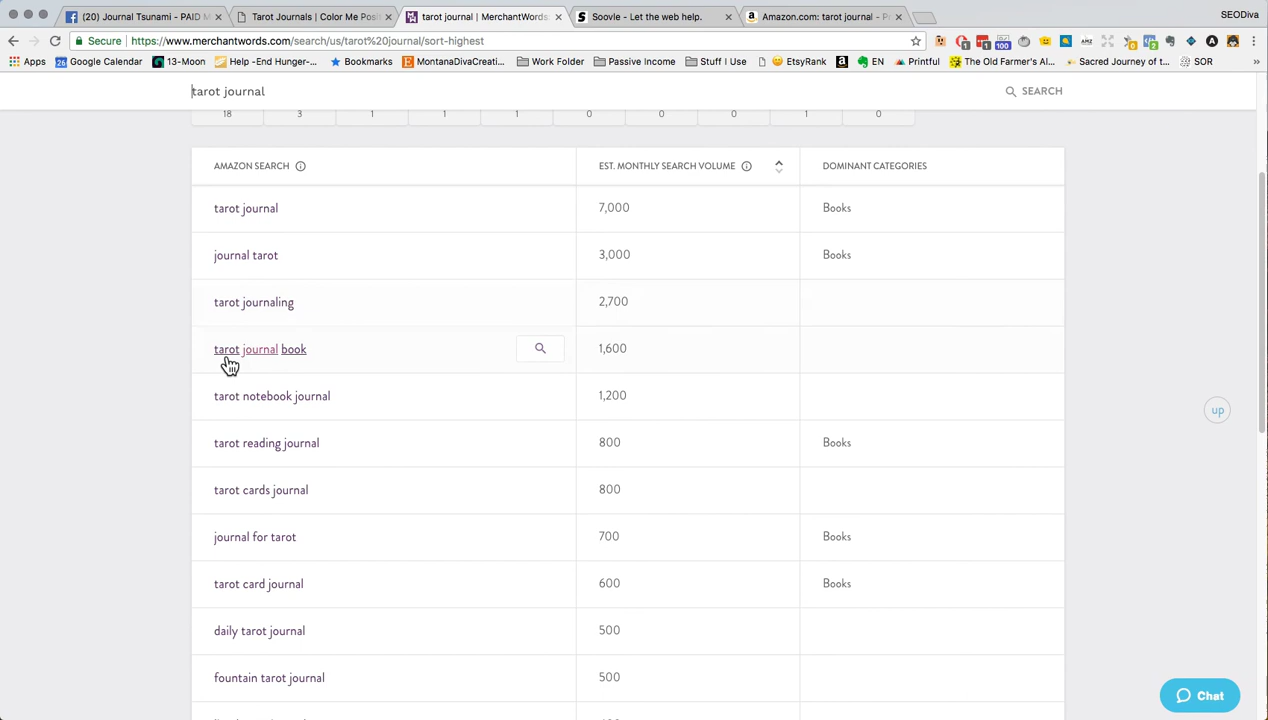 (20) Journal Tsunami - PAID M
Tarot Journals | Color Me Posi
tarot journal | MerchantWords
Soovle - Let the web help.
Amazon.com: tarot journal - P
SEODiva
Secure
https://www.merchantwords.com/search/us/tarot%20journal/sort-highest
Apps
Google Calendar
13-Moon
Help -End Hunger-...
Bookmarks
MontanaDivaCreati...
Work Folder
Passive Income
Stuff I Use
EtsyRank
EN
Printful
The Old Farmer's Al...
Sacred Journey of t...
SOR
tarot journal
SEARCH
18 3 1 1 1 0 0 0 1 0
AMAZON SEARCH EST. MONTHLY SEARCH VOLUME DOMINANT CATEGORIES
tarot journal 7,000 Books
journal tarot 3,000 Books
tarot journaling 2,700
tarot journal book 1,600
tarot notebook journal 1,200
up
tarot reading journal 800 Books
tarot cards journal 800
journal for tarot 700 Books
tarot card journal 600 Books
daily tarot journal 500
fountain tarot journal 500
Chat